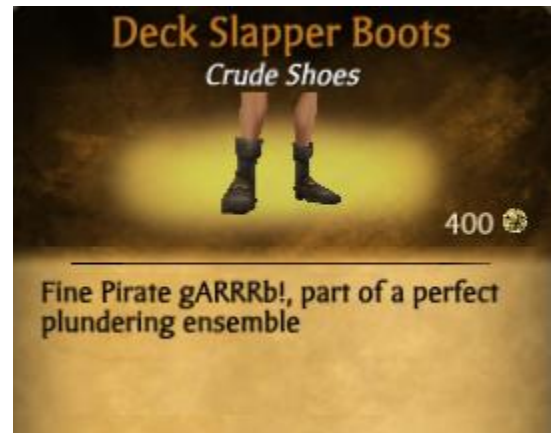 Deck Slapper Boots
Crude Shoes
400
Fine Pirate gARRRb!, part of a perfect
plundering ensemble